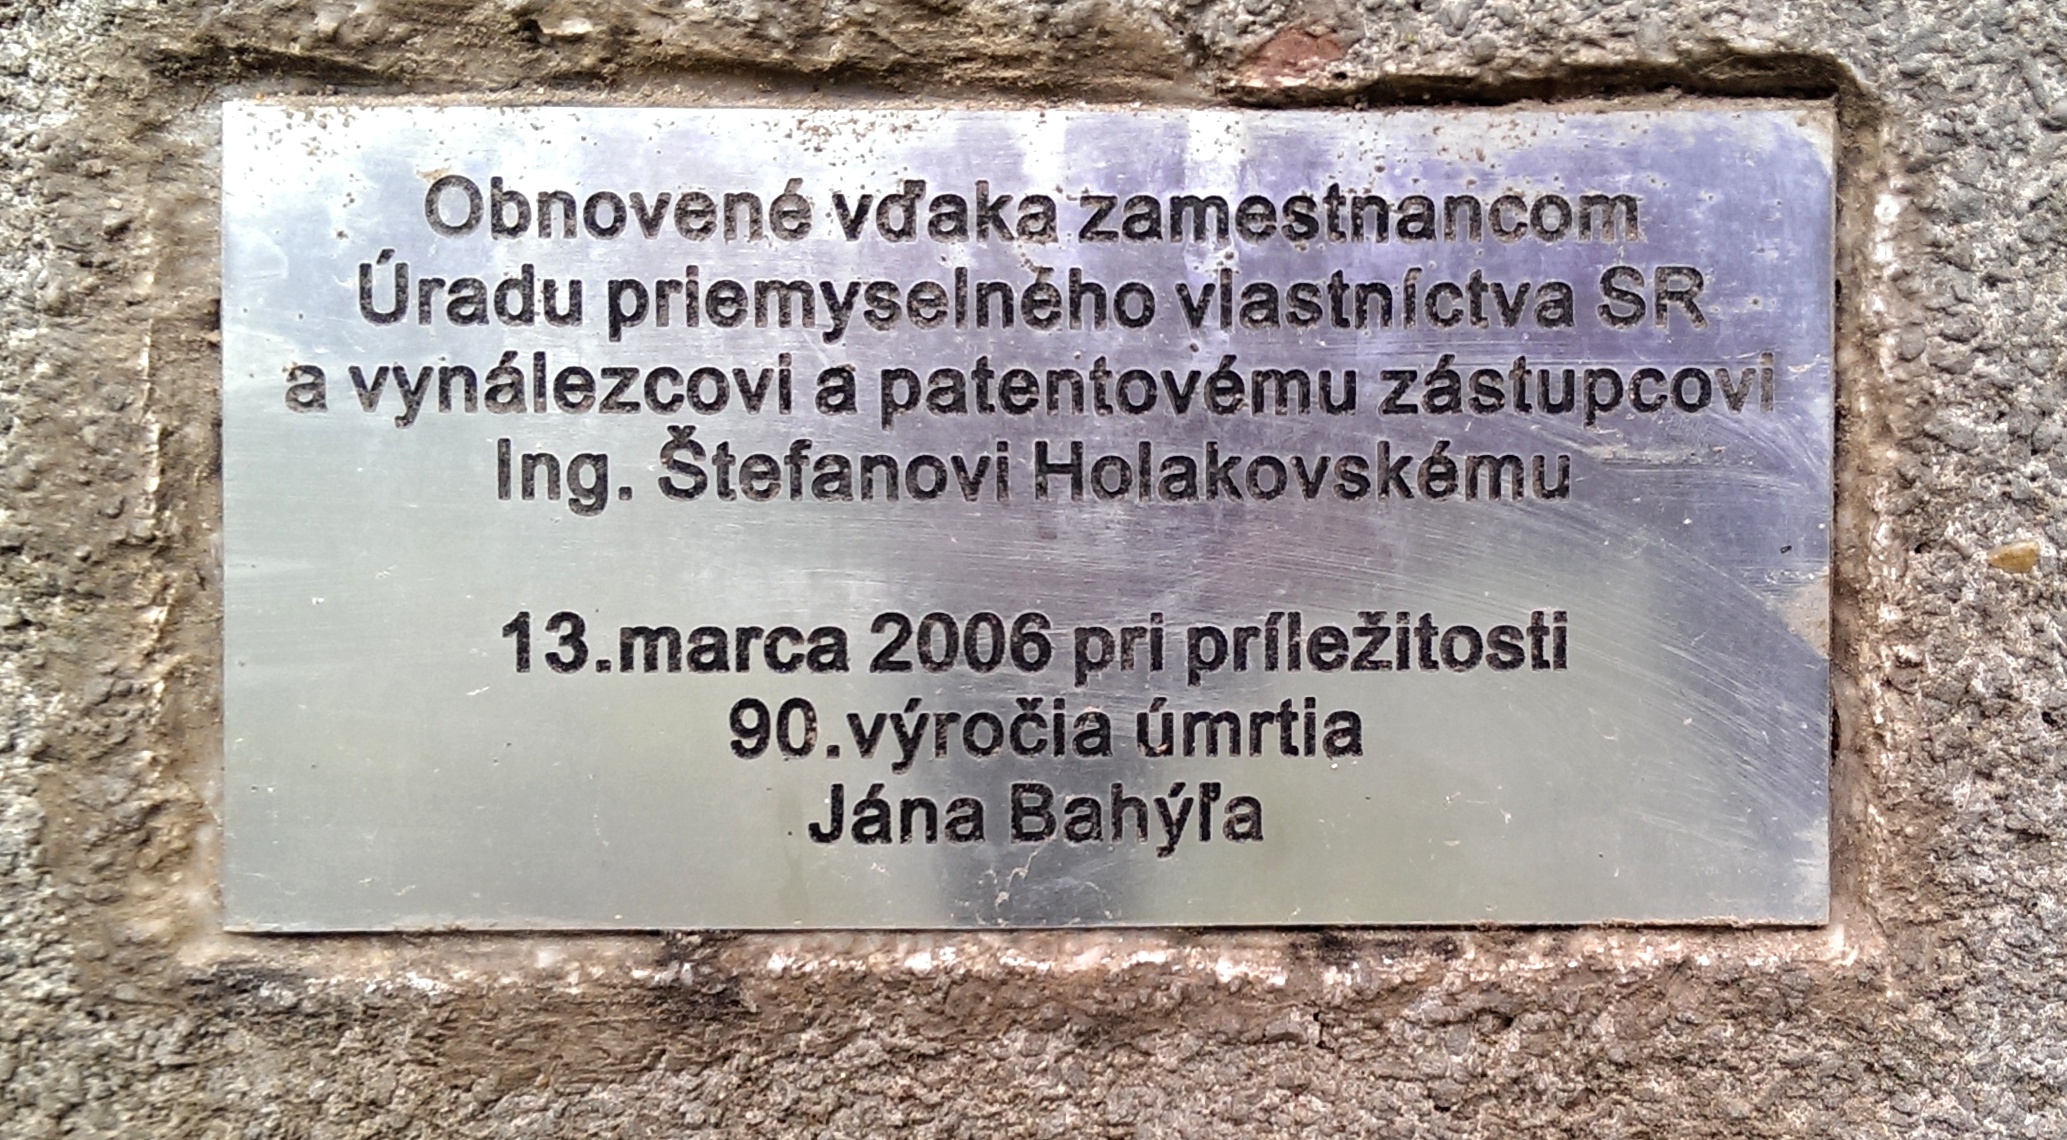 Obnovené vďaka zamestnancom
Úradu priemyselného vlastníctva SR
a vynálezcovi a patentovému zástupcovi
Ing. Štefanovi Holakovskému
13.marca 2006 pri príležitosti
90.výročia úmrtia
Jána Bahýľa